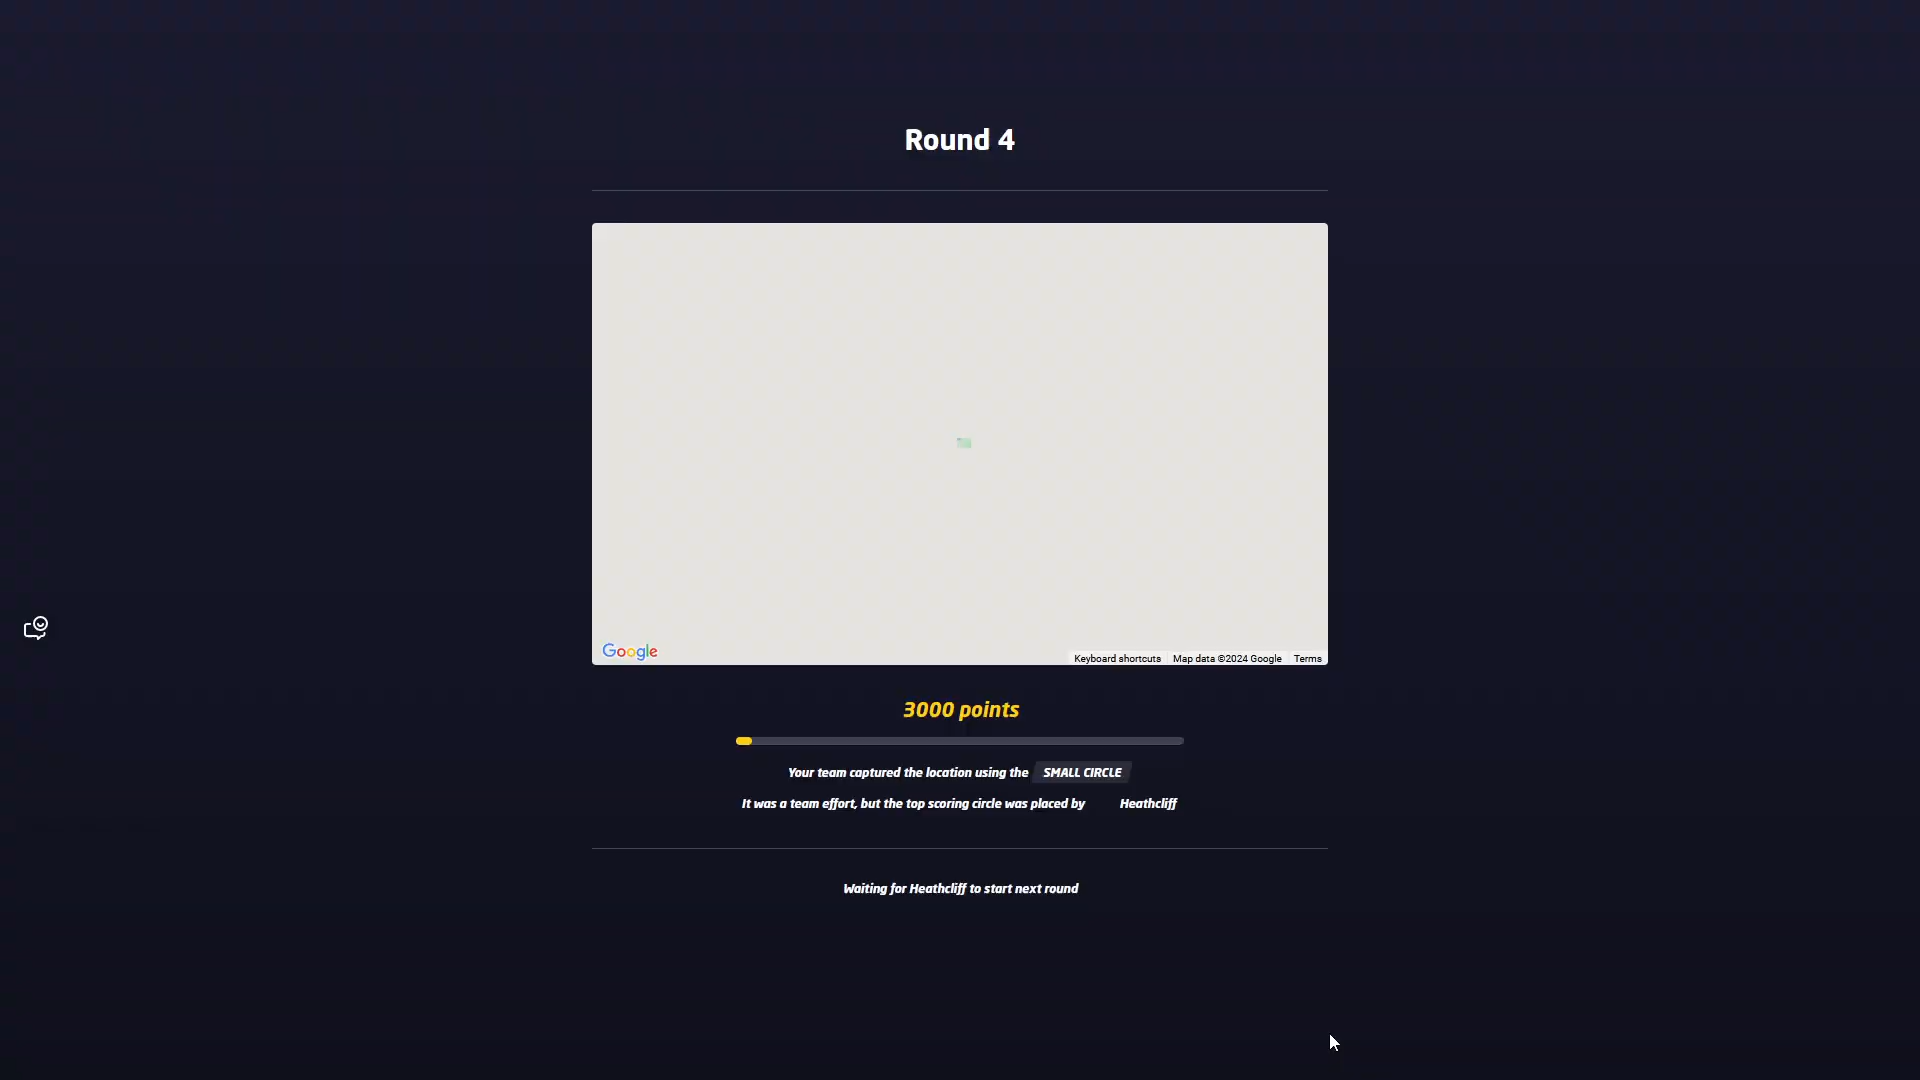 Round 4
Google
Keyboard shortcuts Map data ©2024 Google Terms
3000 points
Your team captured the location using the SMALL CIRCLE
It was a team effort, but the top scoring circle was placed by Heathcliff
Waiting for Heathcliff to start next round